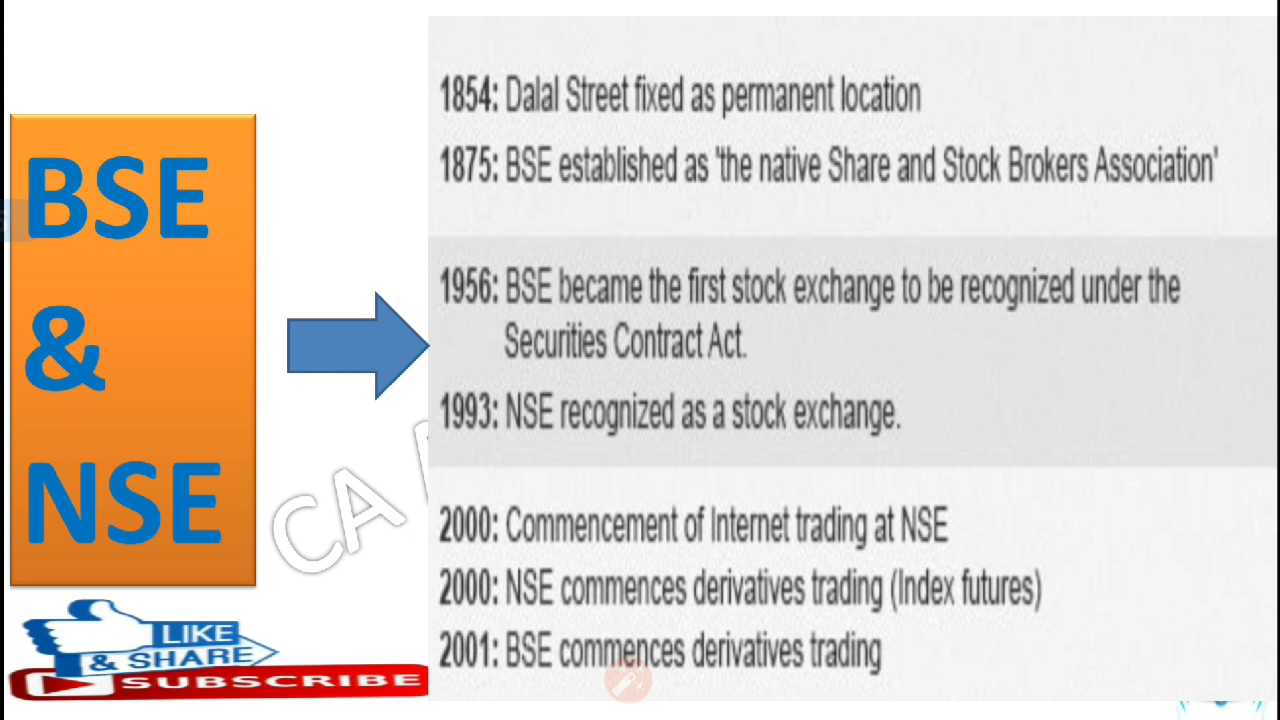 BSE
&
NSE
1854: Dalal Street fixed as permanent location
1875: BSE established as 'the native Share and Stock Brokers Association'
1956: BSE became the first stock exchange to be recognized under the
Securities Contract Act.
1993: NSE recognized as a stock exchange.
2000: Commencement of Internet trading at NSE
2000: NSE commences derivatives trading (Index futures)
2001: BSE commences derivatives trading
CA
LIKE
& SHARE
SUBSCRIBE